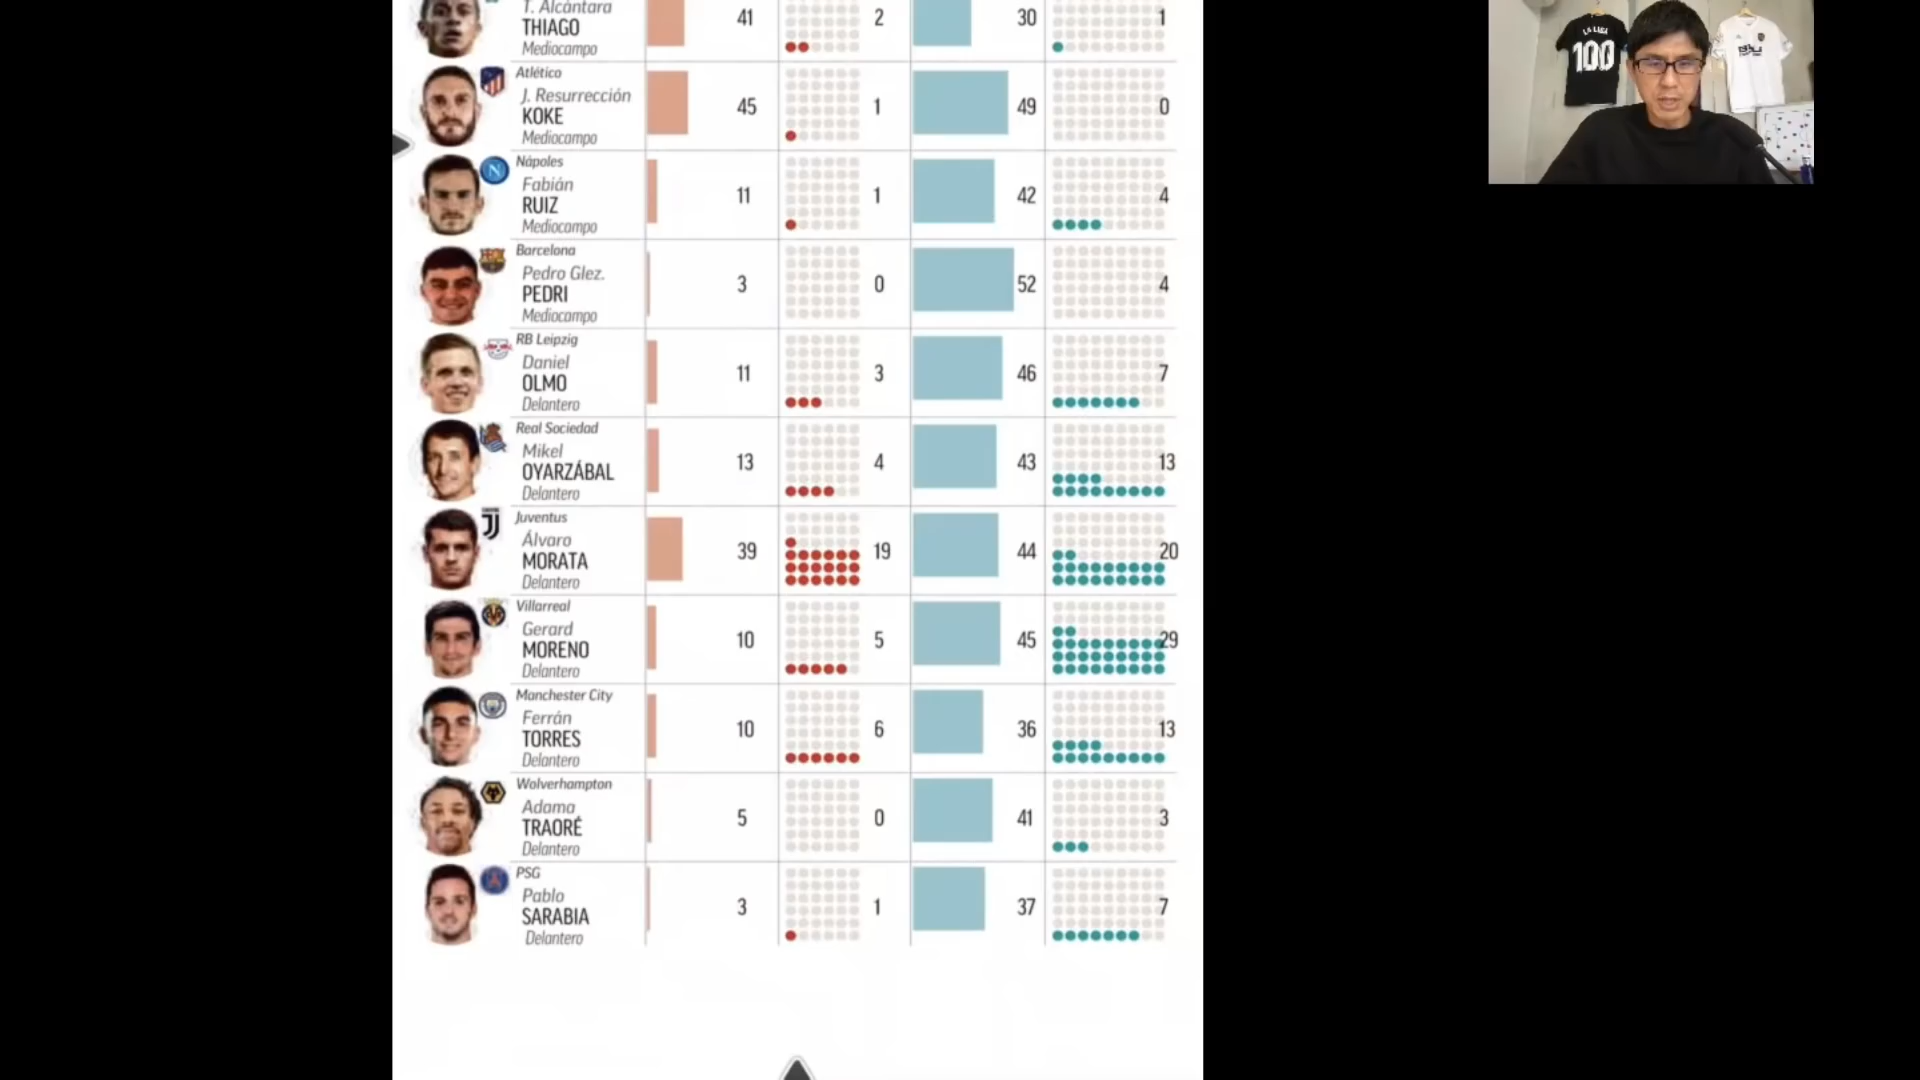 T. Alcántara
THIAGO
Mediocampo
41
2
30
1
Atlético
J. Resurrección
KOKE
Mediocampo
45
1
49
0
Nápoles
Fabián
RUIZ
Mediocampo
11
1
42
4
Barcelona
Pedro Glez.
PEDRI
Mediocampo
3
0
52
4
RB Leipzig
Daniel
OLMO
Delantero
11
3
46
7
Real Sociedad
Mikel
OYARZÁBAL
Delantero
13
4
43
13
Juventus
Álvaro
MORATA
Delantero
39
19
44
20
Villarreal
Gerard
MORENO
Delantero
10
5
45
29
Manchester City
Ferrán
TORRES
Delantero
10
6
36
13
Wolverhampton
Adama
TRAORÉ
Delantero
5
0
41
3
PSG
Pablo
SARABIA
Delantero
3
1
37
7
LA LIGA
100